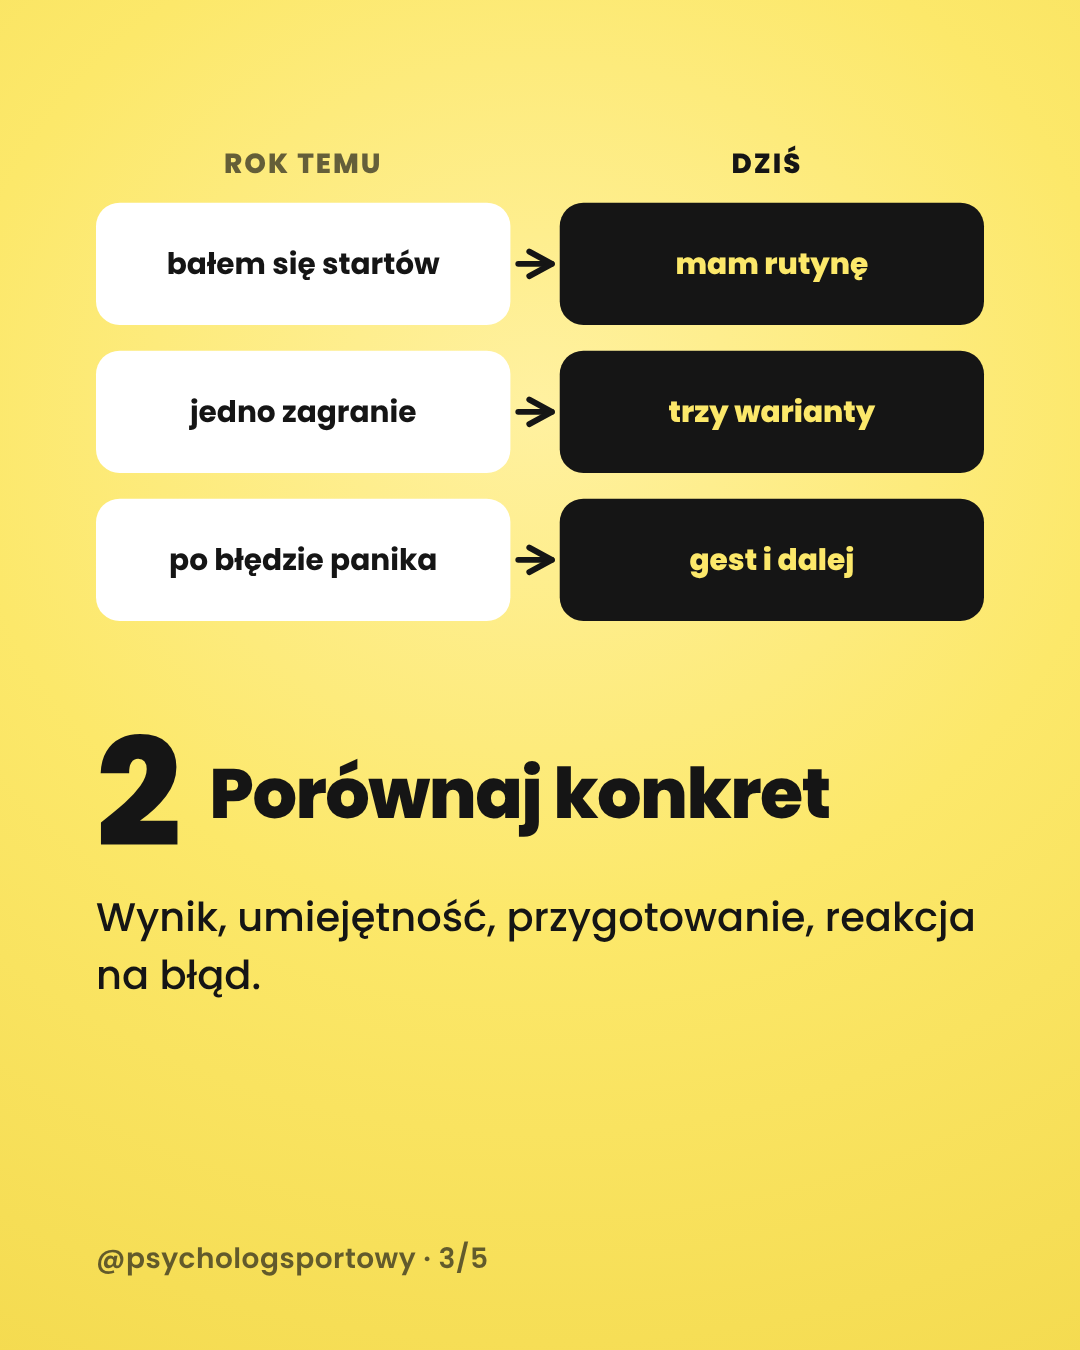 ROK TEMU DZIŚ
bałem się startów → mam rutynę
jedno zagranie → trzy warianty
po błędzie panika → gest i dalej
2 Porównaj konkret
Wynik, umiejętność, przygotowanie, reakcja
na błąd.
@psychologsportowy · 3/5